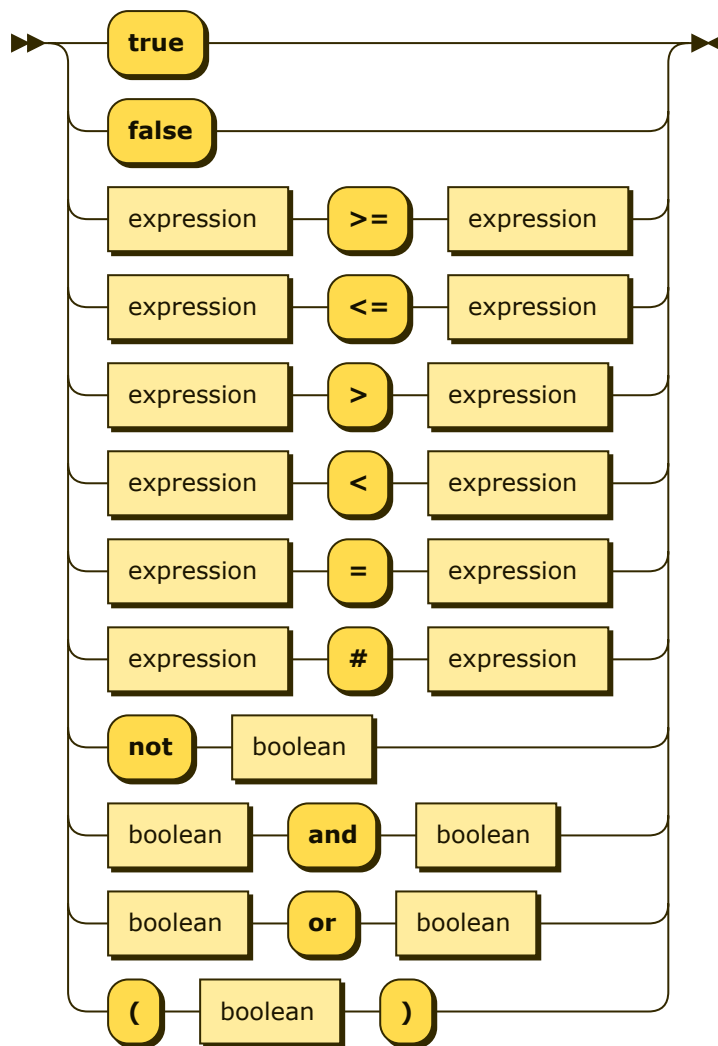 true
false
expression >= expression
expression <= expression
expression > expression
expression < expression
expression = expression
expression # expression
not boolean
boolean and boolean
boolean or boolean
( boolean )